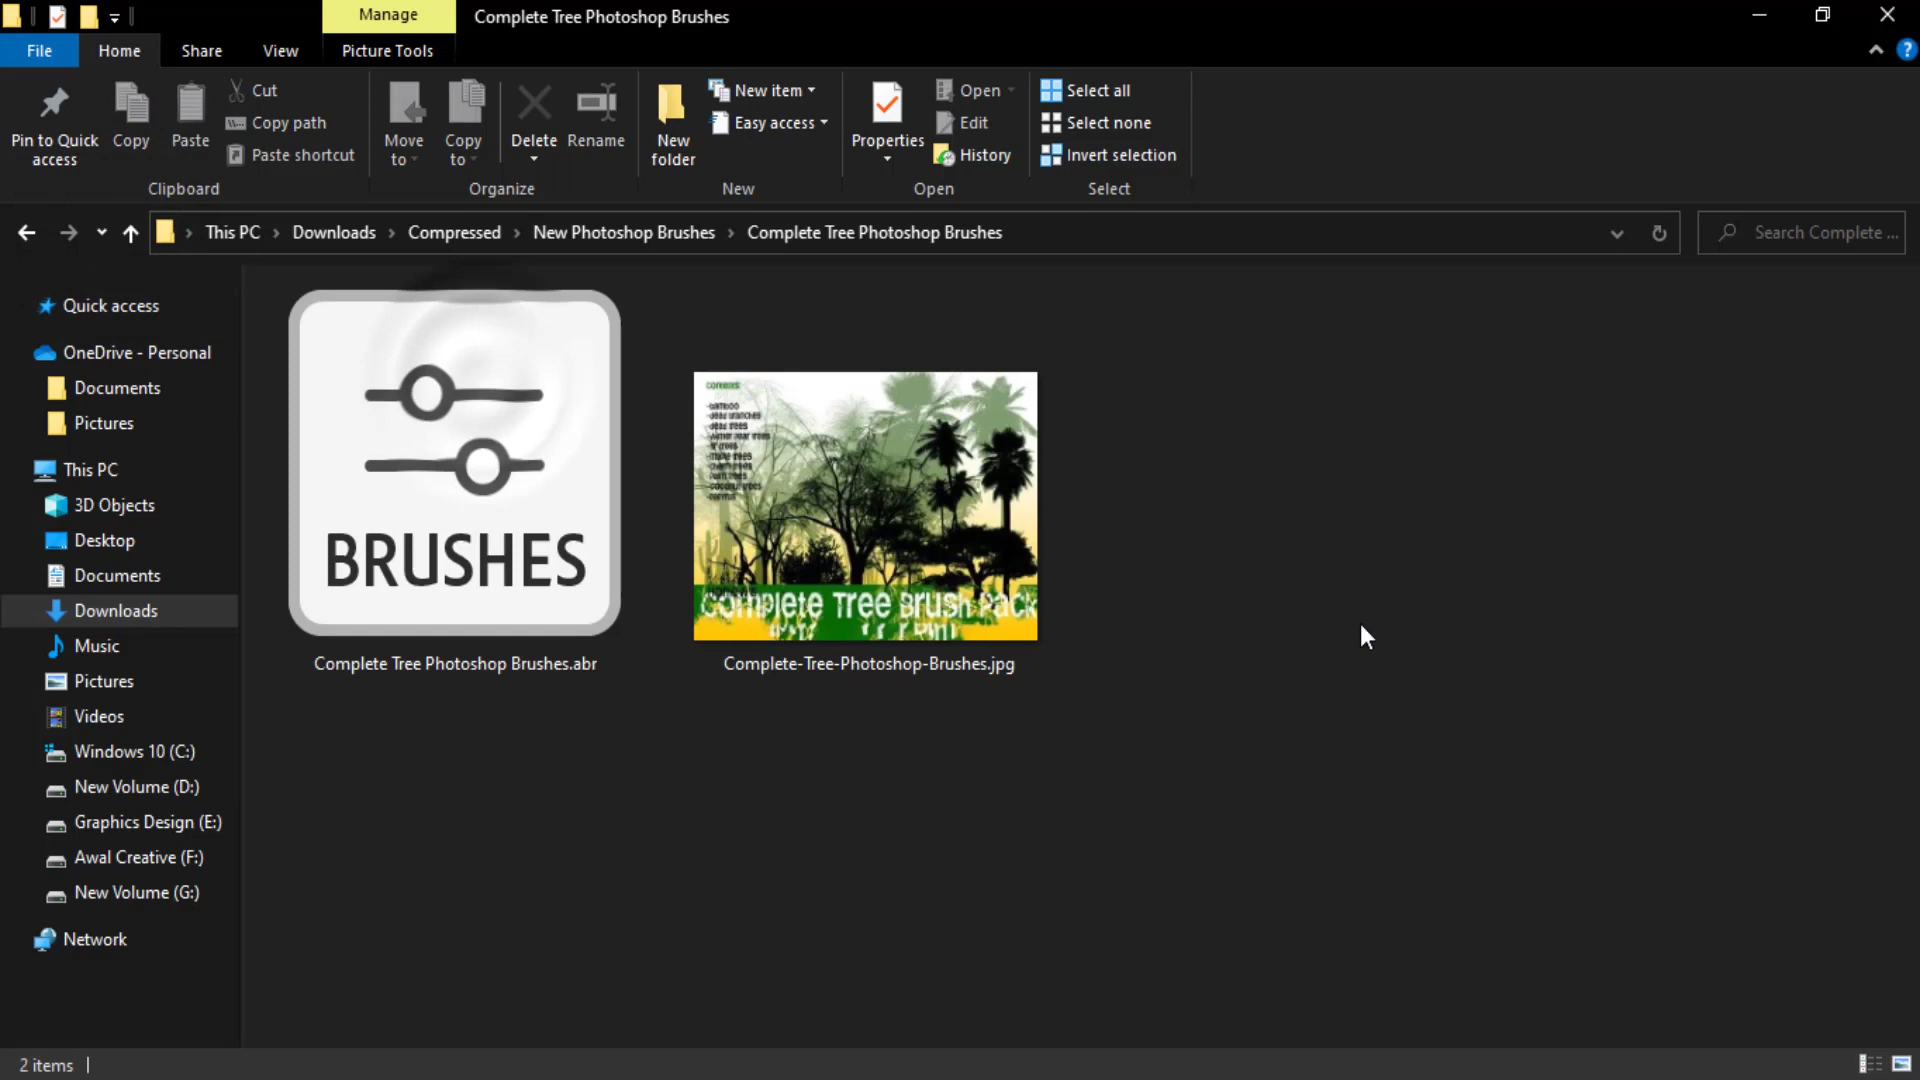 Manage
Complete Tree Photoshop Brushes
File
Home
Share
View
Picture Tools
Pin to Quick access
Copy
Paste
Cut
Copy path
Paste shortcut
Clipboard
Move to
Copy to
Delete
Rename
Organize
New folder
New item
Easy access
New
Properties
Open
Edit
History
Open
Select all
Select none
Invert selection
Select
This PC
Downloads
Compressed
New Photoshop Brushes
Complete Tree Photoshop Brushes
Search Complete ...
Quick access
OneDrive - Personal
Documents
Pictures
This PC
3D Objects
Desktop
Documents
Downloads
Music
Pictures
Videos
Windows 10 (C:)
New Volume (D:)
Graphics Design (E:)
Awal Creative (F:)
New Volume (G:)
Network
BRUSHES
Complete Tree Photoshop Brushes.abr
-bamboo
-dead branches
-dead trees
Complete Tree Brush Pack
Complete-Tree-Photoshop-Brushes.jpg
2 items